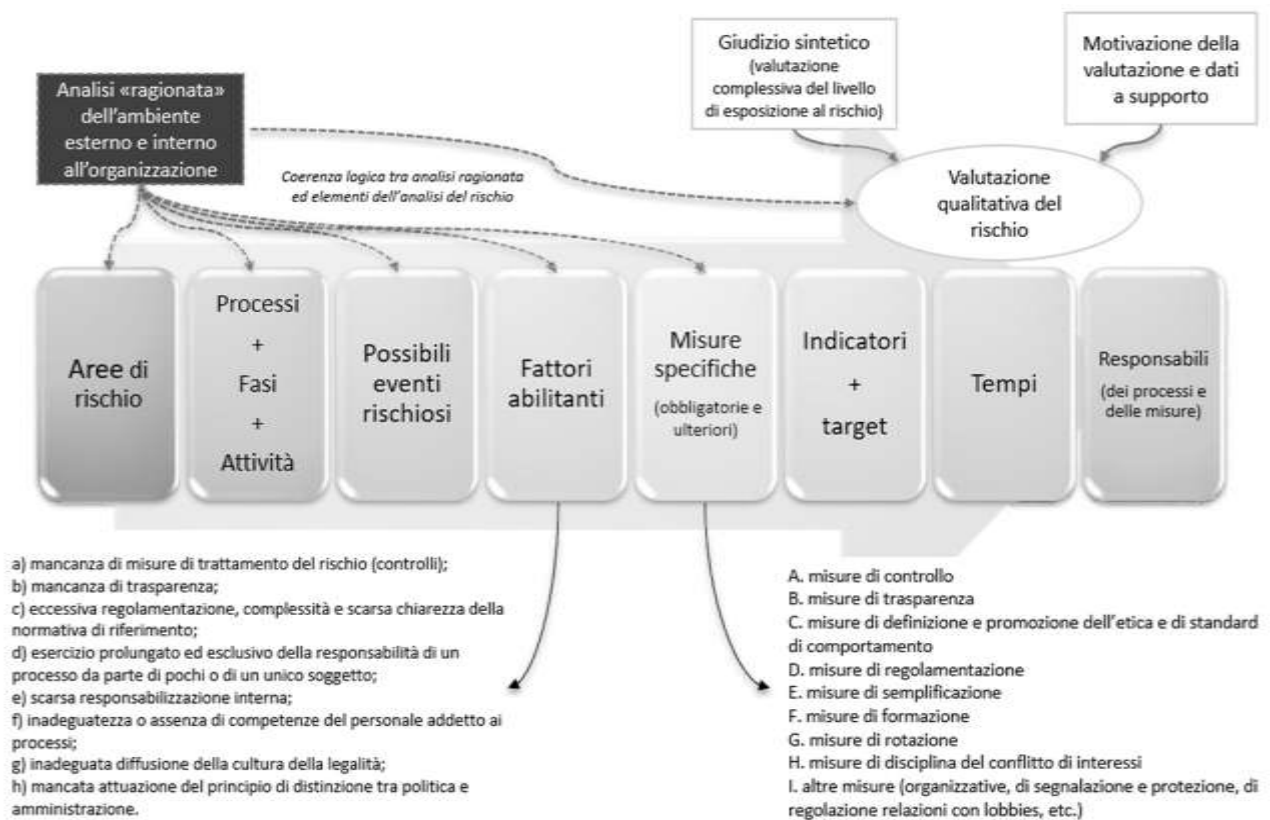 Giudizio sintetico
(valutazione
complessiva del livello
di esposizione al rischio)
Motivazione della
valutazione e dati
a supporto
Analisi «ragionata»
dell’ambiente
esterno e interno
all’organizzazione
Coerenza logica tra analisi ragionata
ed elementi dell’analisi del rischio
Valutazione
qualitativa del
rischio
Aree di
rischio
Processi
+
Fasi
+
Attività
Possibili
eventi
rischiosi
Fattori
abilitanti
Misure
specifiche
(obbligatorie e
ulteriori)
Indicatori
+
target
Tempi
Responsabili
(dei processi e
delle misure)
a) mancanza di misure di trattamento del rischio (controlli);
b) mancanza di trasparenza;
c) eccessiva regolamentazione, complessità e scarsa chiarezza della
normativa di riferimento;
d) esercizio prolungato ed esclusivo della responsabilità di un
processo da parte di pochi o di un unico soggetto;
e) scarsa responsabilizzazione interna;
f) inadeguatezza o assenza di competenze del personale addetto ai
processi;
g) inadeguata diffusione della cultura della legalità;
h) mancata attuazione del principio di distinzione tra politica e
amministrazione.
A. misure di controllo
B. misure di trasparenza
C. misure di definizione e promozione dell’etica e di standard
di comportamento
D. misure di regolamentazione
E. misure di semplificazione
F. misure di formazione
G. misure di rotazione
H. misure di disciplina del conflitto di interessi
I. altre misure (organizzative, di segnalazione e protezione, di
regolazione relazioni con lobbies, etc.)